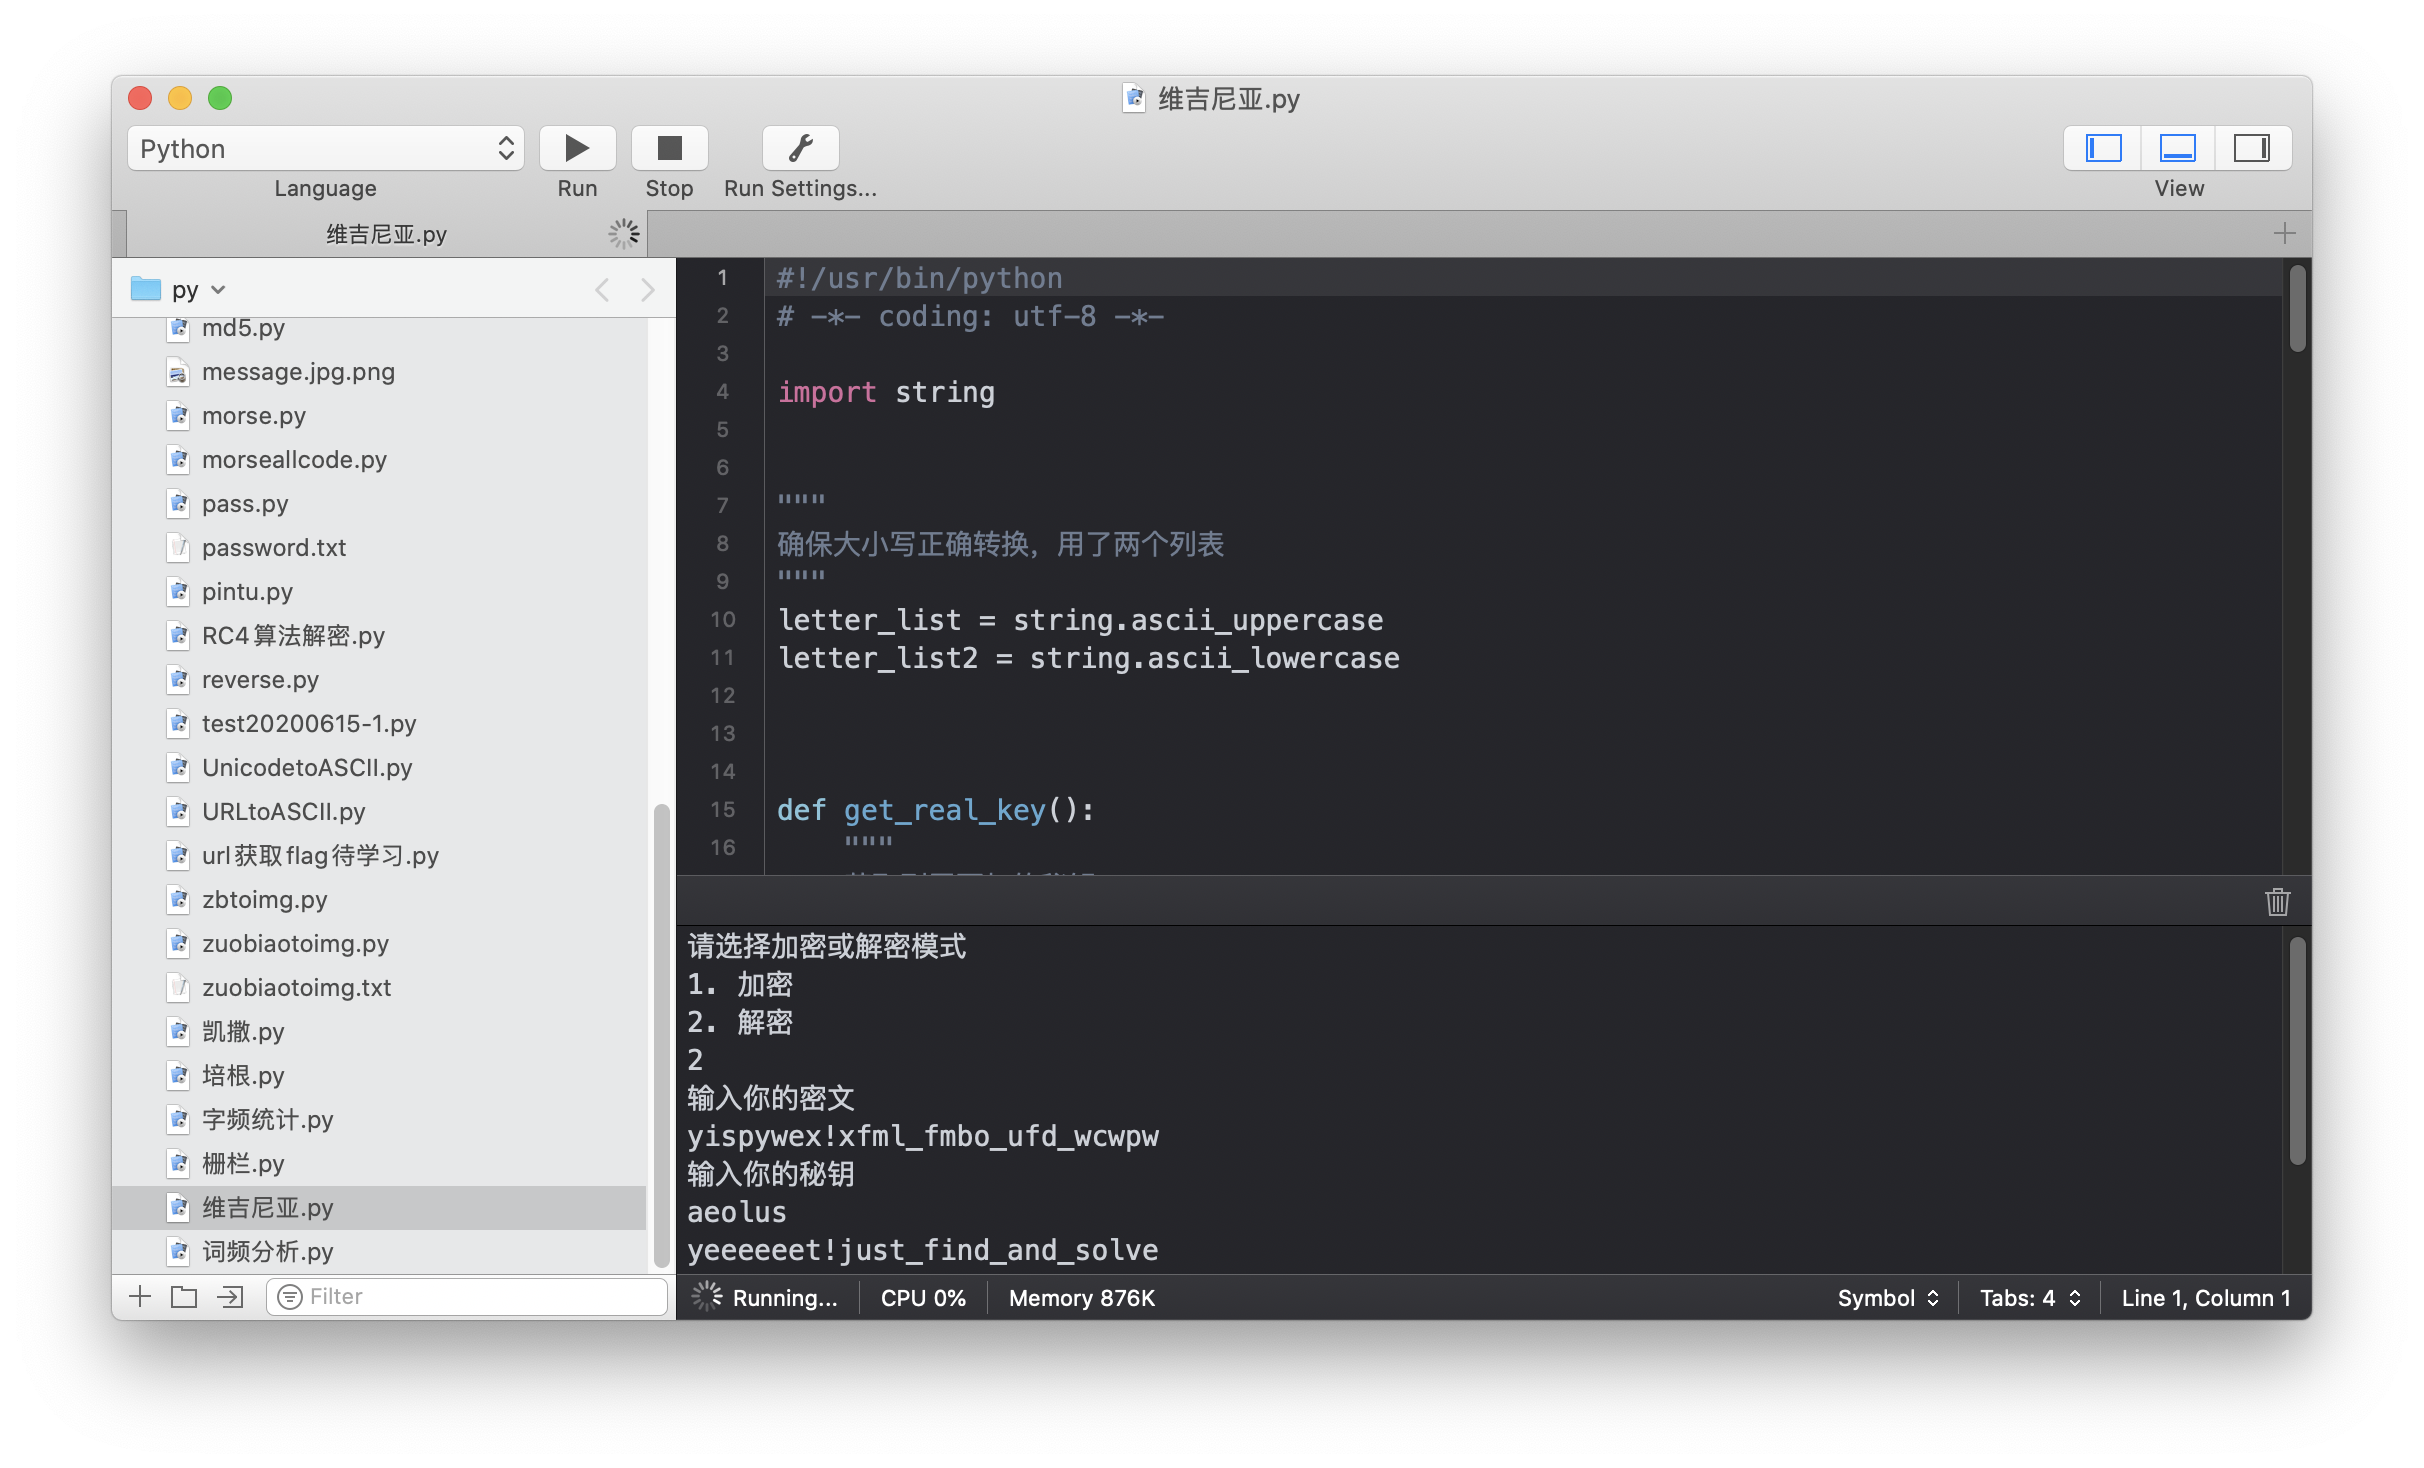 维吉尼亚.py
Python
Language
Run
Stop
Run Settings...
View
维吉尼亚.py
py
md5.py
message.jpg.png
morse.py
morseallcode.py
pass.py
password.txt
pintu.py
RC4算法解密.py
reverse.py
test20200615-1.py
UnicodetoASCII.py
URLtoASCII.py
url获取flag待学习.py
zbtoimg.py
zuobiaotoimg.py
zuobiaotoimg.txt
凯撒.py
培根.py
字频统计.py
栅栏.py
维吉尼亚.py
词频分析.py
Filter
1 #!/usr/bin/python
2 # -*- coding: utf-8 -*-
3
4 import string
5
6
7 """
8 确保大小写正确转换，用了两个列表
9 """
10 letter_list = string.ascii_uppercase
11 letter_list2 = string.ascii_lowercase
12
13
14
15 def get_real_key():
16 """
请选择加密或解密模式
1. 加密
2. 解密
2
输入你的密文
yispywex!xfml_fmbo_ufd_wcwpw
输入你的秘钥
aeolus
yeeeeeet!just_find_and_solve
Running... CPU 0% Memory 876K Symbol Tabs: 4 Line 1, Column 1